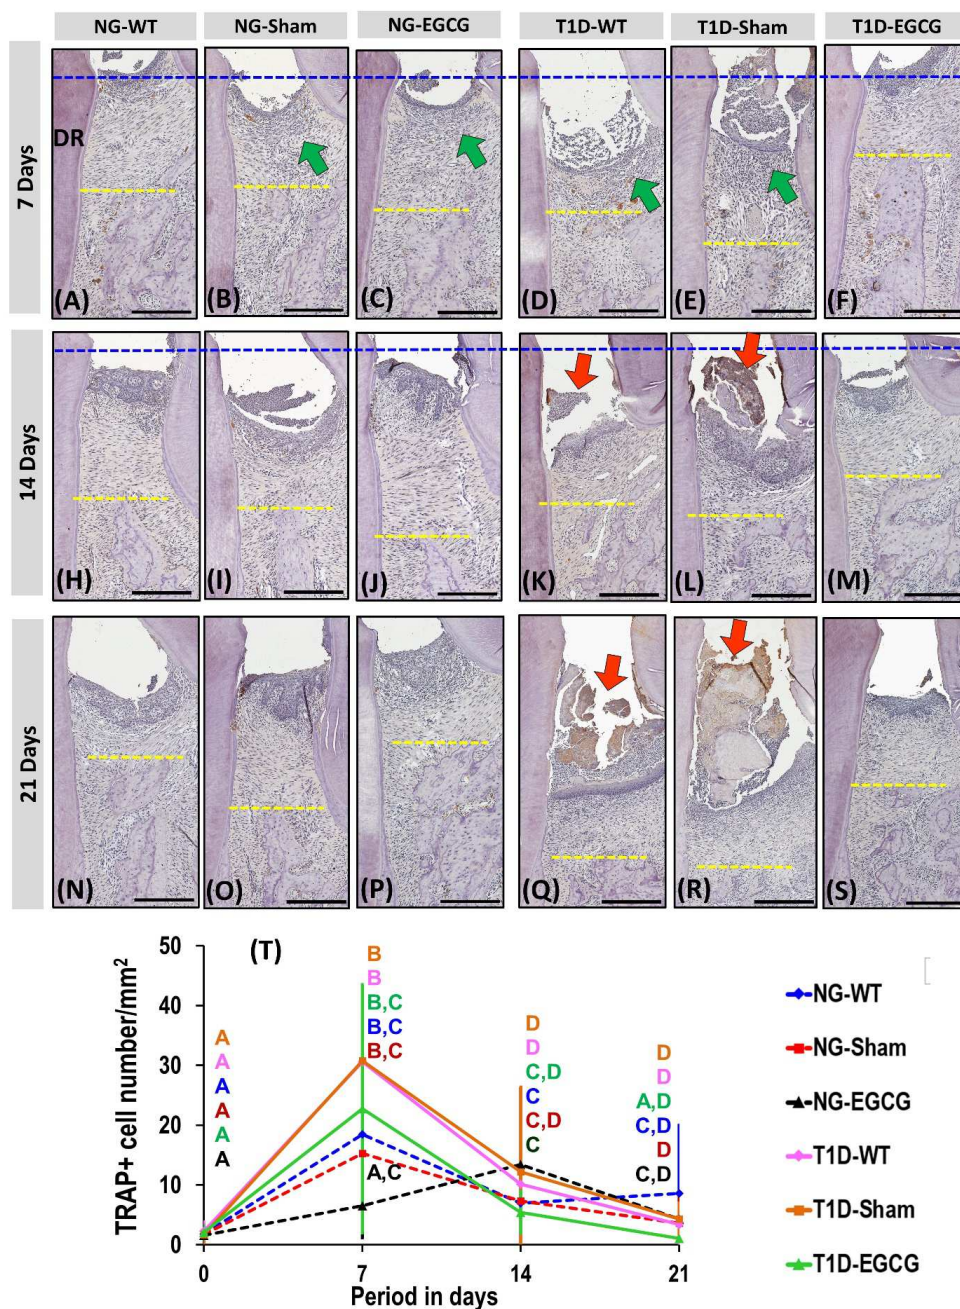 NG-WT NG-Sham NG-EGCG T1D-WT T1D-Sham T1D-EGCG
7 Days
DR
(A) (B) (C) (D) (E) (F)
14 Days
(H) (I) (J) (K) (L) (M)
21 Days
(N) (O) (P) (Q) (R) (S)
(T)
TRAP+ cell number/mm²
50
40
30
20
10
0
A
A
A
A
A
A
B
B
B,C
B,C
B,C
A,C
D
D
C,D
C
C,D
C
D
D
A,D
C,D
D
C,D
0 7 14 21
Period in days
NG-WT
NG-Sham
NG-EGCG
T1D-WT
T1D-Sham
T1D-EGCG